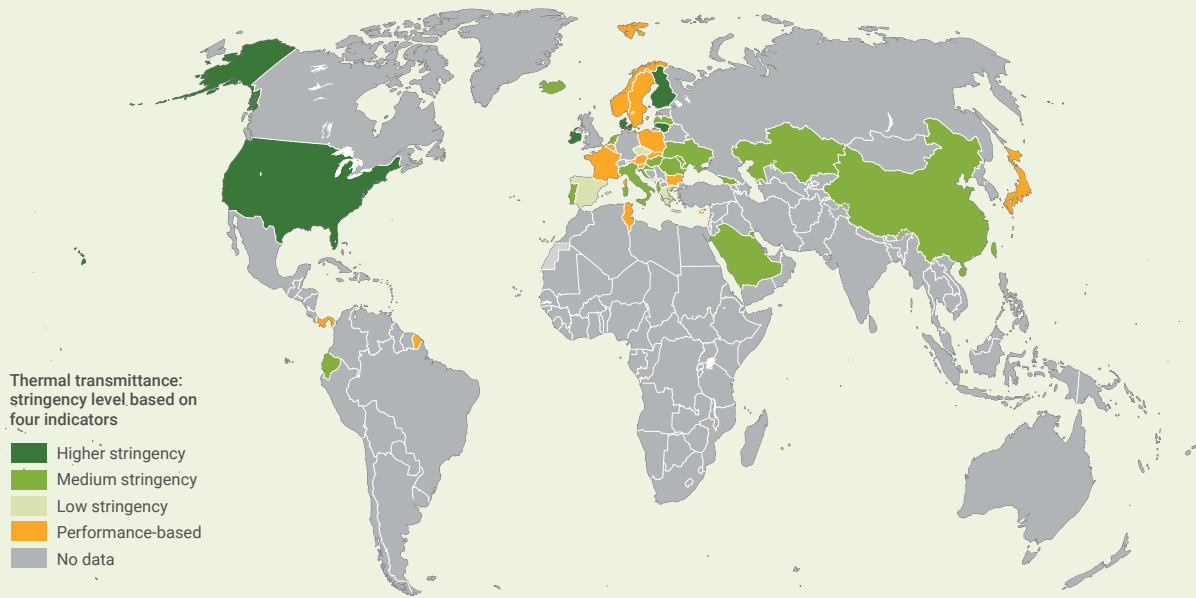 Thermal transmittance:
stringency level based on
four indicators
Higher stringency
Medium stringency
Low stringency
Performance-based
No data